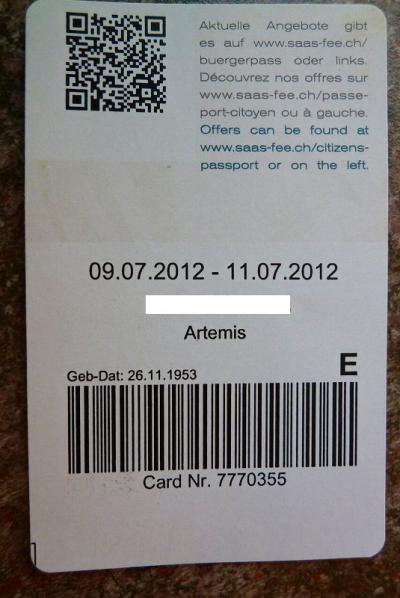 Aktuelle Angebote gibt
es auf www.saas-fee.ch/
buergerpass oder links.
Découvrez nos offres sur
www.saas-fee.ch/passe-
port-citoyen ou à gauche.
Offers can be found at
www.saas-fee.ch/citizens-
passport or on the left.
09.07.2012 - 11.07.2012
Artemis
E
Geb-Dat: 26.11.1953
Card Nr. 7770355